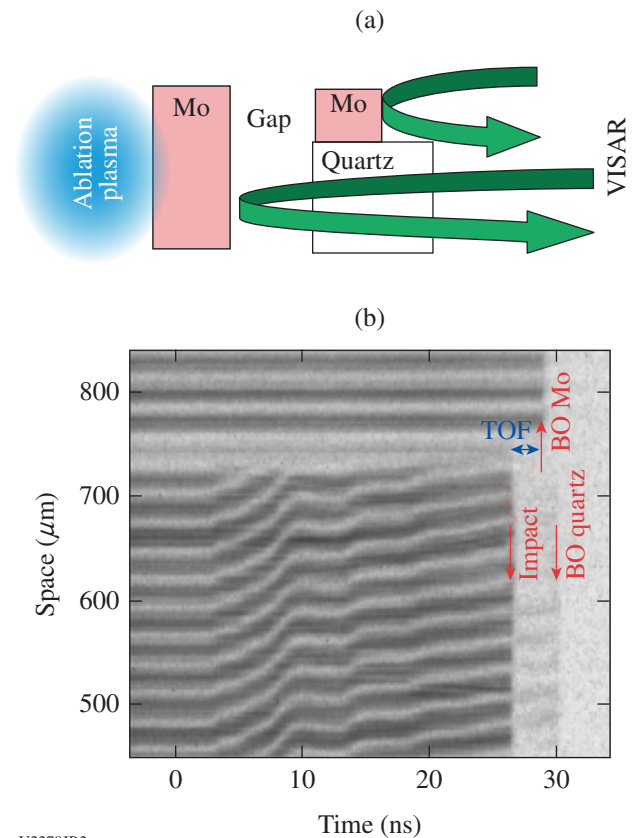 (a)
Mo
Gap
Mo
Quartz
Ablation
plasma
VISAR
(b)
800
700
600
500
Space (μm)
TOF
BO Mo
Impact
BO quartz
0
10
20
30
Time (ns)